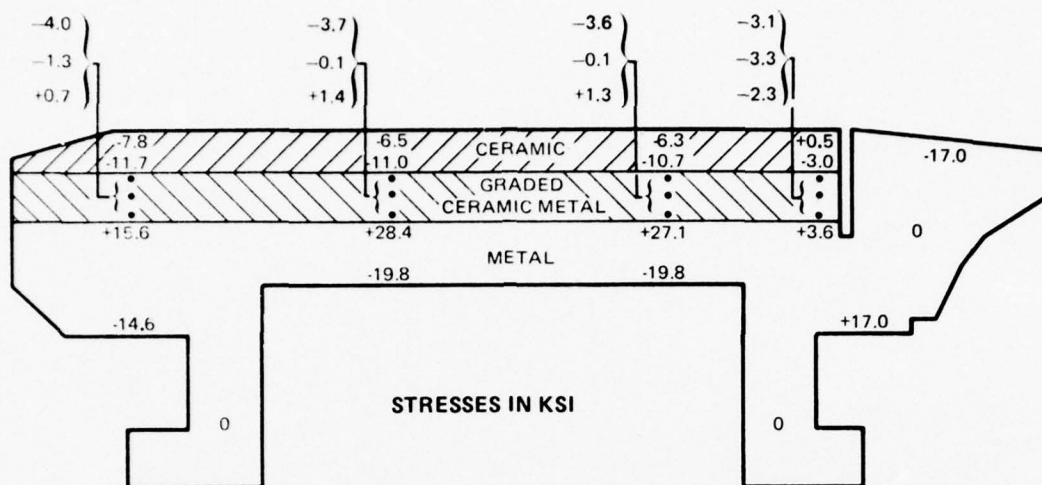 -4.0 -3.7 -3.6 -3.1
-1.3 -0.1 -0.1 -3.3
+0.7 +1.4 +1.3 -2.3
-7.8 -6.5 -6.3 +0.5
CERAMIC
-11.7 -11.0 -10.7 -3.0
-17.0
GRADED
CERAMIC METAL
+15.6 +28.4 +27.1 +3.6 0
METAL
-19.8 -19.8
-14.6 +17.0
STRESSES IN KSI
0 0